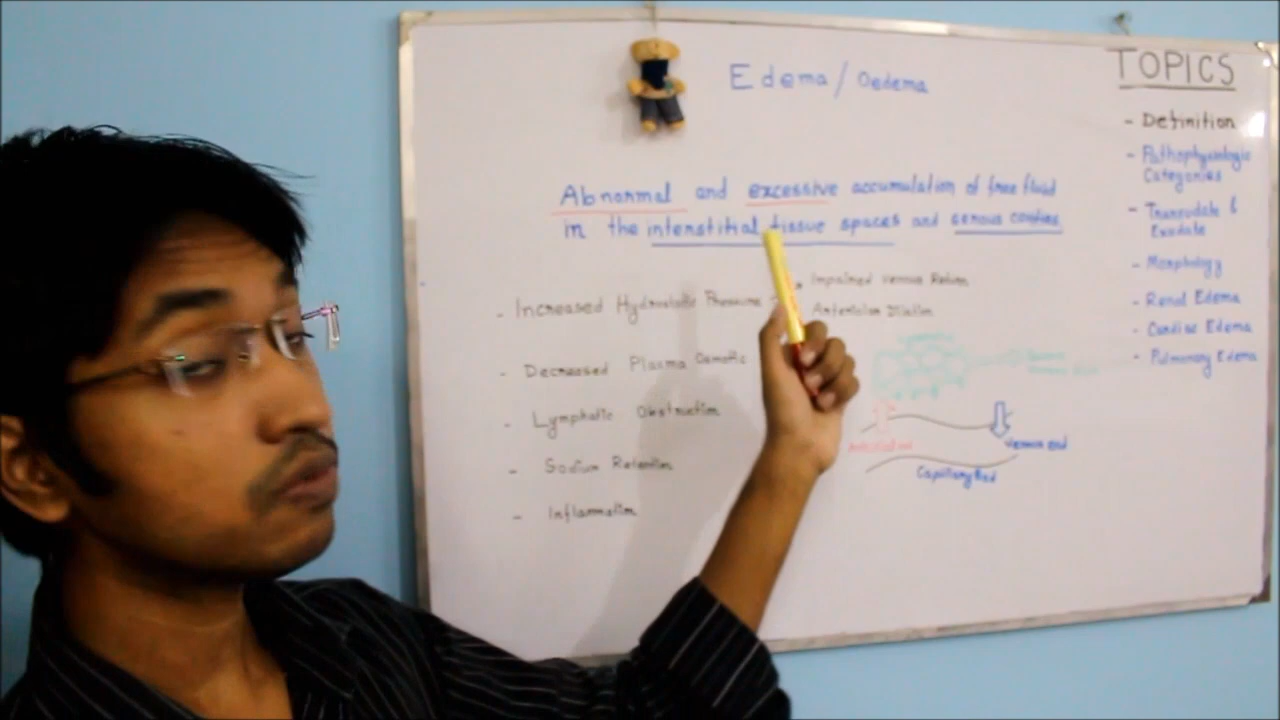 Edema / Oedema
Abnormal and excessive accumulation of free fluid
in the interstitial tissue spaces and serous cavities
- Increased Hydrostatic Pressure
Impaired venous Return
Arteriolar Dilation
- Decreased Plasma Osmotic
- Lymphatic Obstruction
- Sodium Retention
- Inflammation
Venous end
Capillary Bed
TOPICS
- Definition
- Pathophysiologic
Categories
- Transudate &
Exudate
- Morphology
- Renal Edema
- Cardiac Edema
- Pulmonary Edema